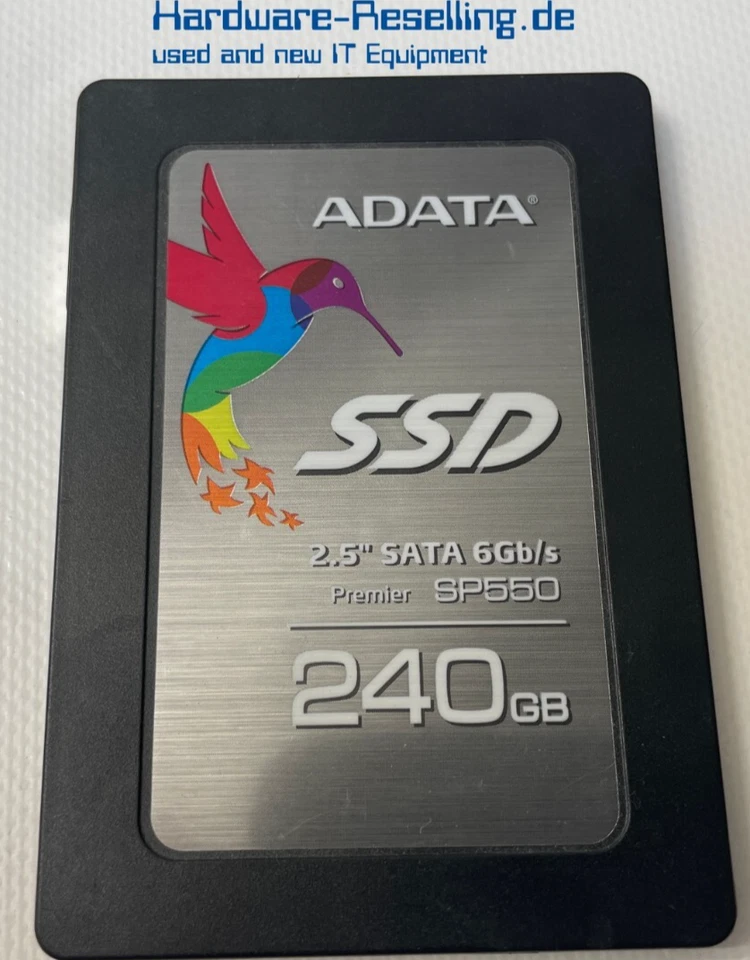 Hardware-Reselling.de
used and new IT Equipment
ADATA®
SSD
2.5" SATA 6Gb/s
Premier SP550
240GB